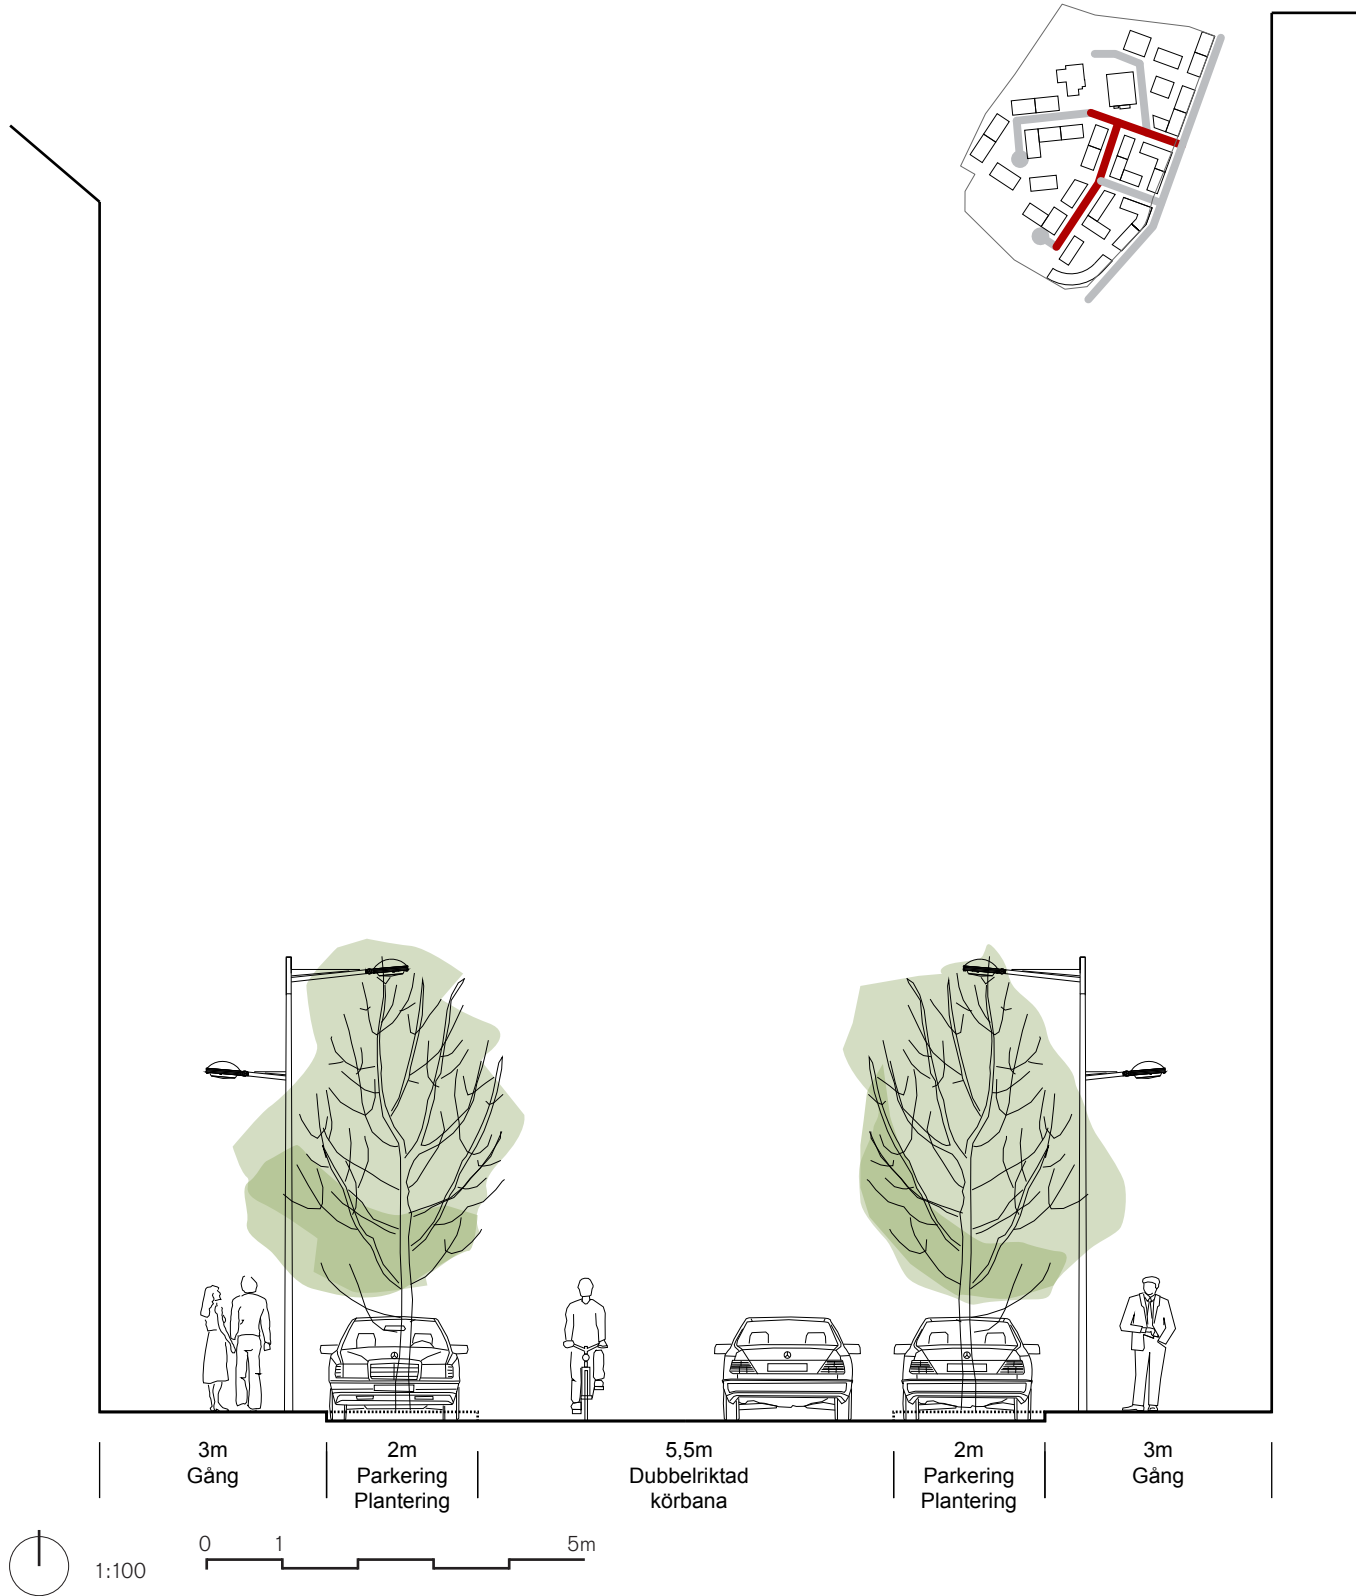 3m
Gång
2m
Parkering
Plantering
5,5m
Dubbelriktad
körbana
2m
Parkering
Plantering
3m
Gång
1:100
0 1 5m